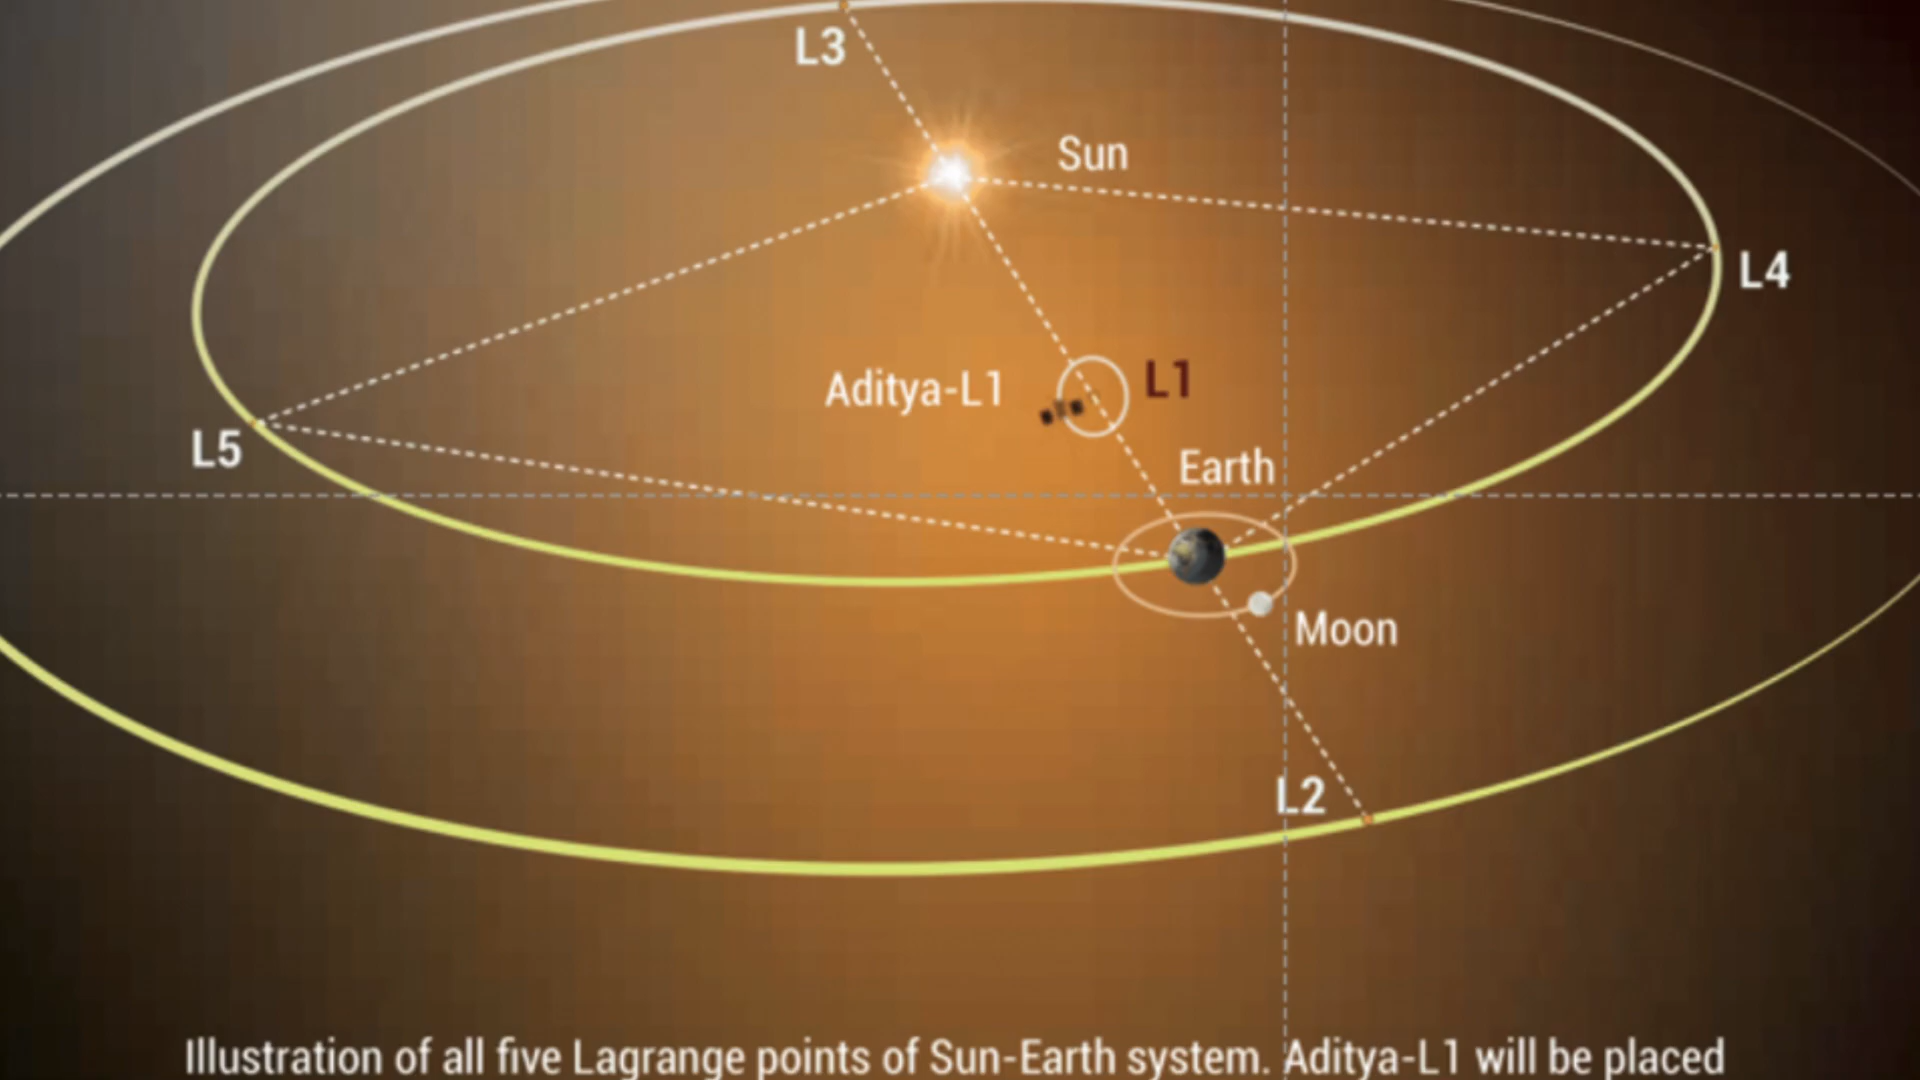 L3
Sun
L4
Aditya-L1
L1
L5
Earth
Moon
L2
Illustration of all five Lagrange points of Sun-Earth system. Aditya-L1 will be placed